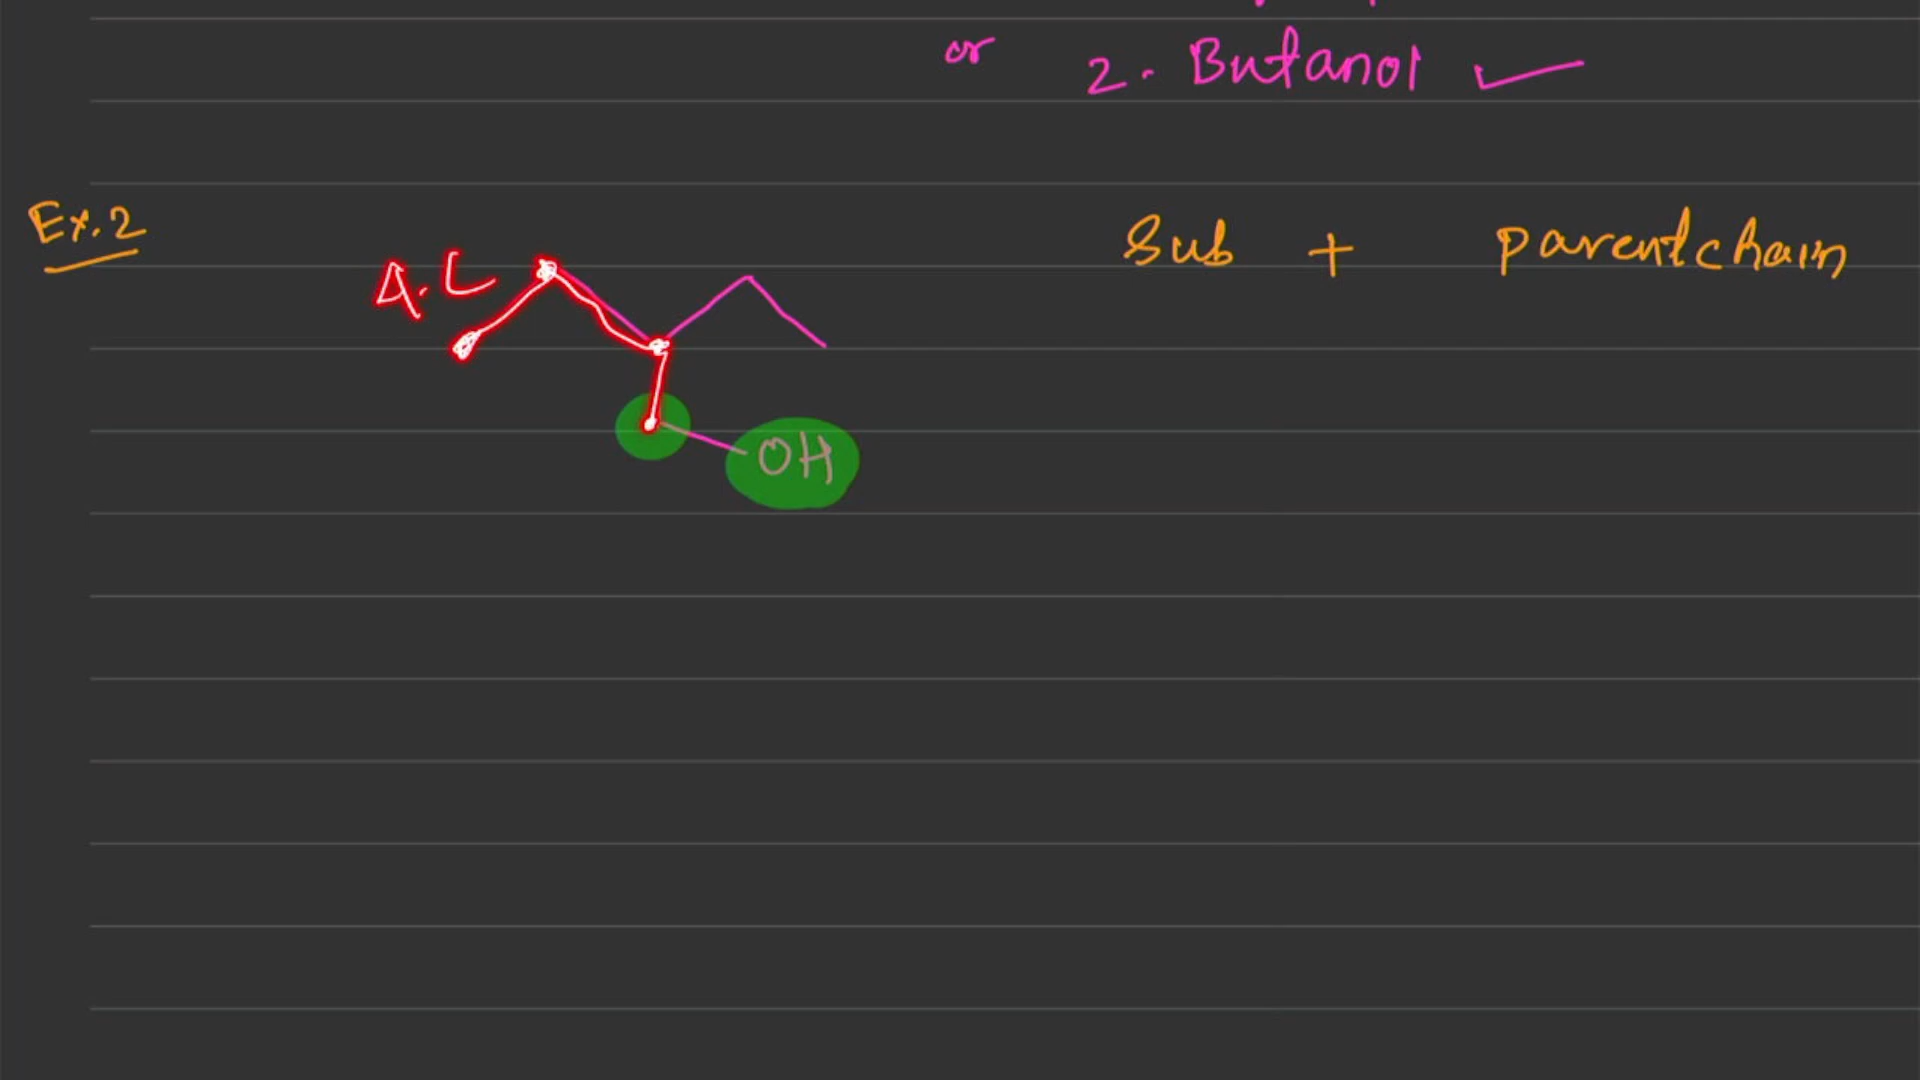 or 2. Butanol
Ex.2
Sub + parentchain
4.C
OH